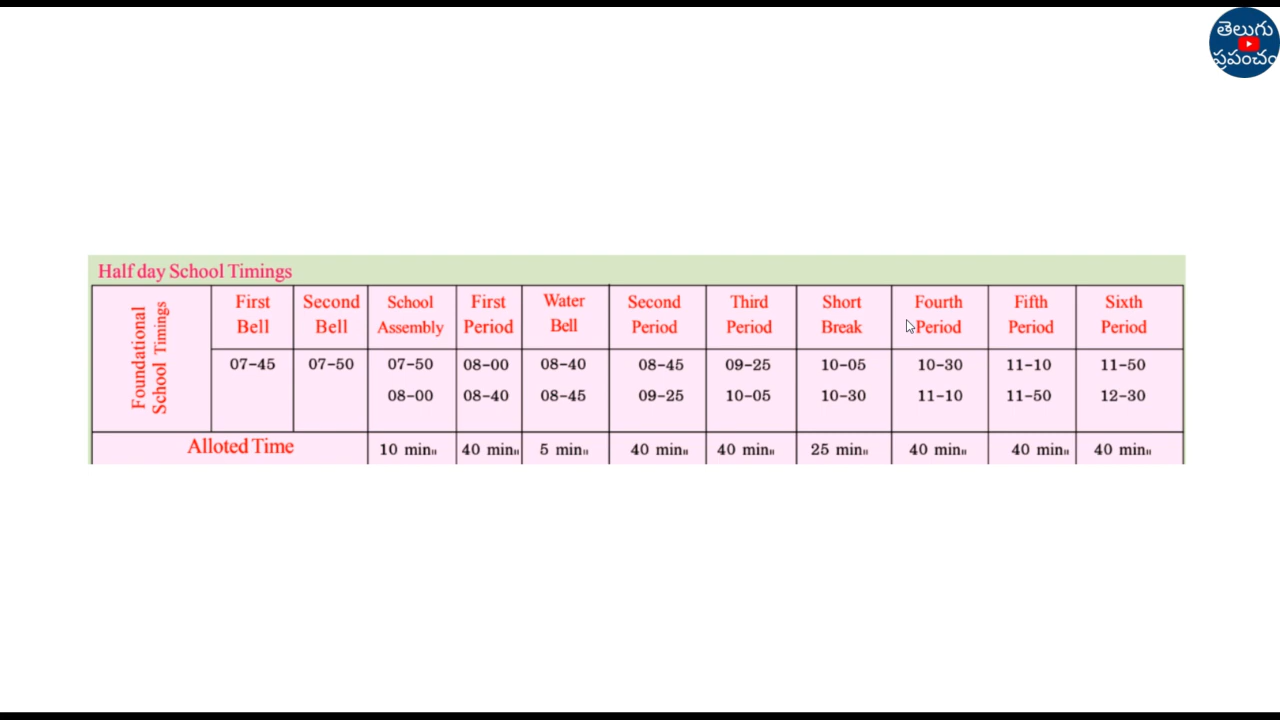 తెలుగు
ప్రపంచం
Half day School Timings
Foundational
School Timings
First Bell Second Bell School Assembly First Period Water Bell Second Period Third Period Short Break Fourth Period Fifth Period Sixth Period
07-45 07-50 07-50 08-00 08-40 08-45 09-25 10-05 10-30 11-10 11-50
08-00 08-40 08-45 09-25 10-05 10-30 11-10 11-50 12-30
Alloted Time 10 min॥ 40 min॥ 5 min॥ 40 min॥ 40 min॥ 25 min॥ 40 min॥ 40 min॥ 40 min॥